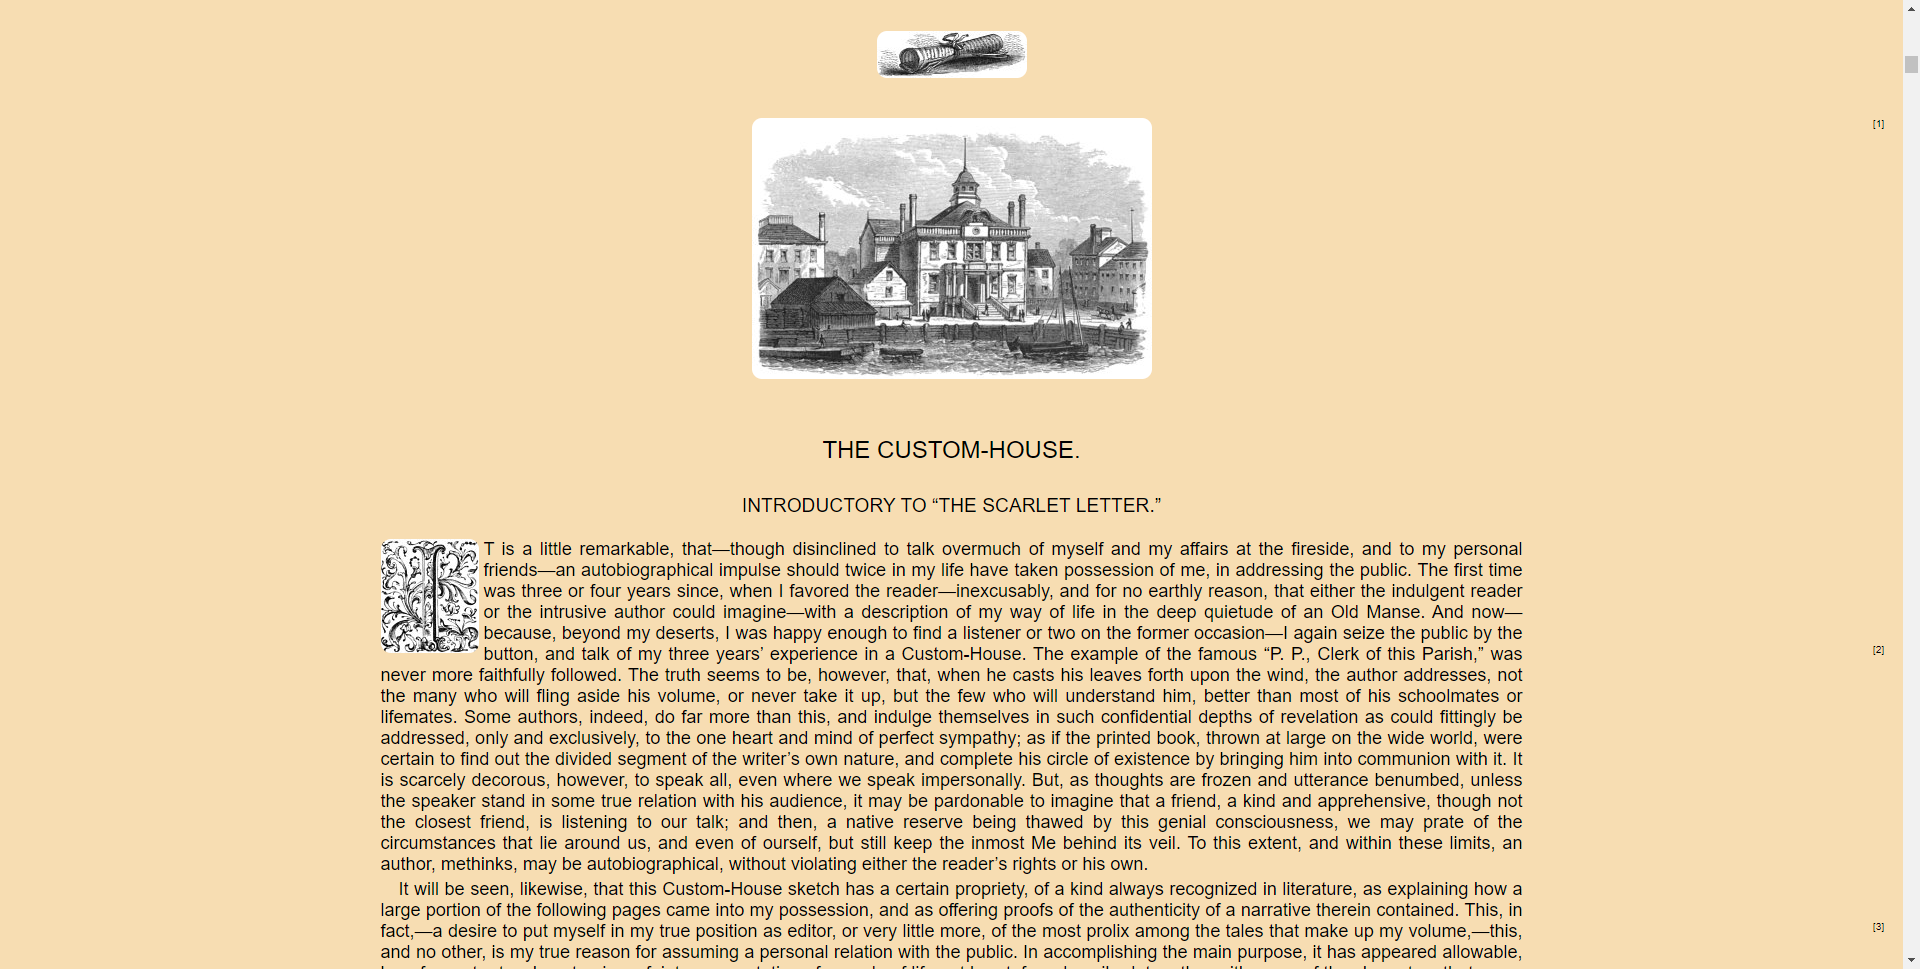 [1]
THE CUSTOM-HOUSE.
INTRODUCTORY TO “THE SCARLET LETTER.”
I
T is a little remarkable, that—though disinclined to talk overmuch of myself and my affairs at the fireside, and to my personal
friends—an autobiographical impulse should twice in my life have taken possession of me, in addressing the public. The first time
was three or four years since, when I favored the reader—inexcusably, and for no earthly reason, that either the indulgent reader
or the intrusive author could imagine—with a description of my way of life in the deep quietude of an Old Manse. And now—
because, beyond my deserts, I was happy enough to find a listener or two on the former occasion—I again seize the public by the
button, and talk of my three years’ experience in a Custom-House. The example of the famous “P. P., Clerk of this Parish,” was
[2]
never more faithfully followed. The truth seems to be, however, that, when he casts his leaves forth upon the wind, the author addresses, not
the many who will fling aside his volume, or never take it up, but the few who will understand him, better than most of his schoolmates or
lifemates. Some authors, indeed, do far more than this, and indulge themselves in such confidential depths of revelation as could fittingly be
addressed, only and exclusively, to the one heart and mind of perfect sympathy; as if the printed book, thrown at large on the wide world, were
certain to find out the divided segment of the writer’s own nature, and complete his circle of existence by bringing him into communion with it. It
is scarcely decorous, however, to speak all, even where we speak impersonally. But, as thoughts are frozen and utterance benumbed, unless
the speaker stand in some true relation with his audience, it may be pardonable to imagine that a friend, a kind and apprehensive, though not
the closest friend, is listening to our talk; and then, a native reserve being thawed by this genial consciousness, we may prate of the
circumstances that lie around us, and even of ourself, but still keep the inmost Me behind its veil. To this extent, and within these limits, an
author, methinks, may be autobiographical, without violating either the reader’s rights or his own.
It will be seen, likewise, that this Custom-House sketch has a certain propriety, of a kind always recognized in literature, as explaining how a
large portion of the following pages came into my possession, and as offering proofs of the authenticity of a narrative therein contained. This, in
fact,—a desire to put myself in my true position as editor, or very little more, of the most prolix among the tales that make up my volume,—this,
[3]
and no other, is my true reason for assuming a personal relation with the public. In accomplishing the main purpose, it has appeared allowable,